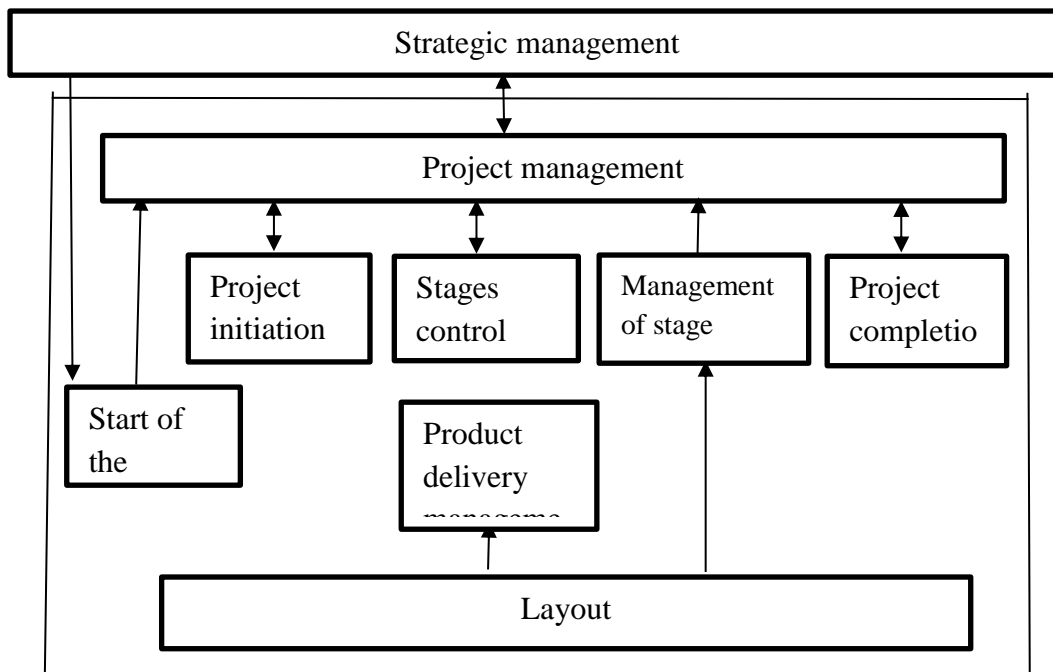 Strategic management
Project management
Project
initiation
Stages
control
Management
of stage
Project
completio
Start of
the
Product
delivery
manageme
Layout